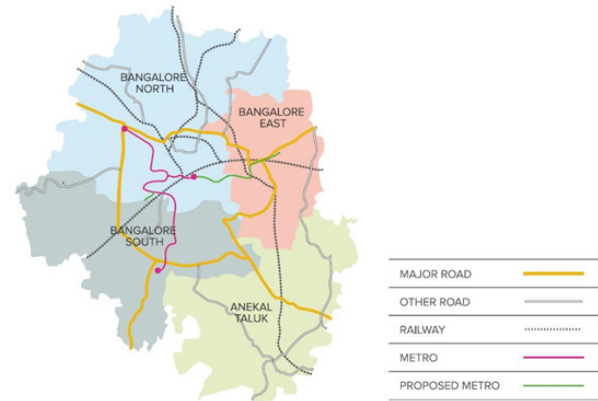 BANGALORE
NORTH
BANGALORE
EAST
BANGALORE
SOUTH
ANEKAL
TALUK
MAJOR ROAD
OTHER ROAD
RAILWAY
METRO
PROPOSED METRO